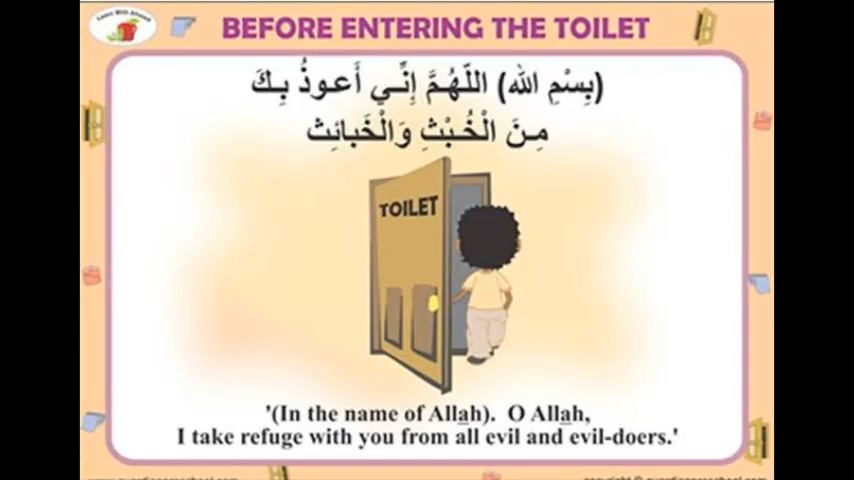 BEFORE ENTERING THE TOILET
(بِسْمِ الله) اللّهُمَّ إِنِّي أَعوذُ بِكَ
مِنَ الْخُبْثِ وَالْخَبائِث
TOILET
'(In the name of Allah). O Allah,
I take refuge with you from all evil and evil-doers.'